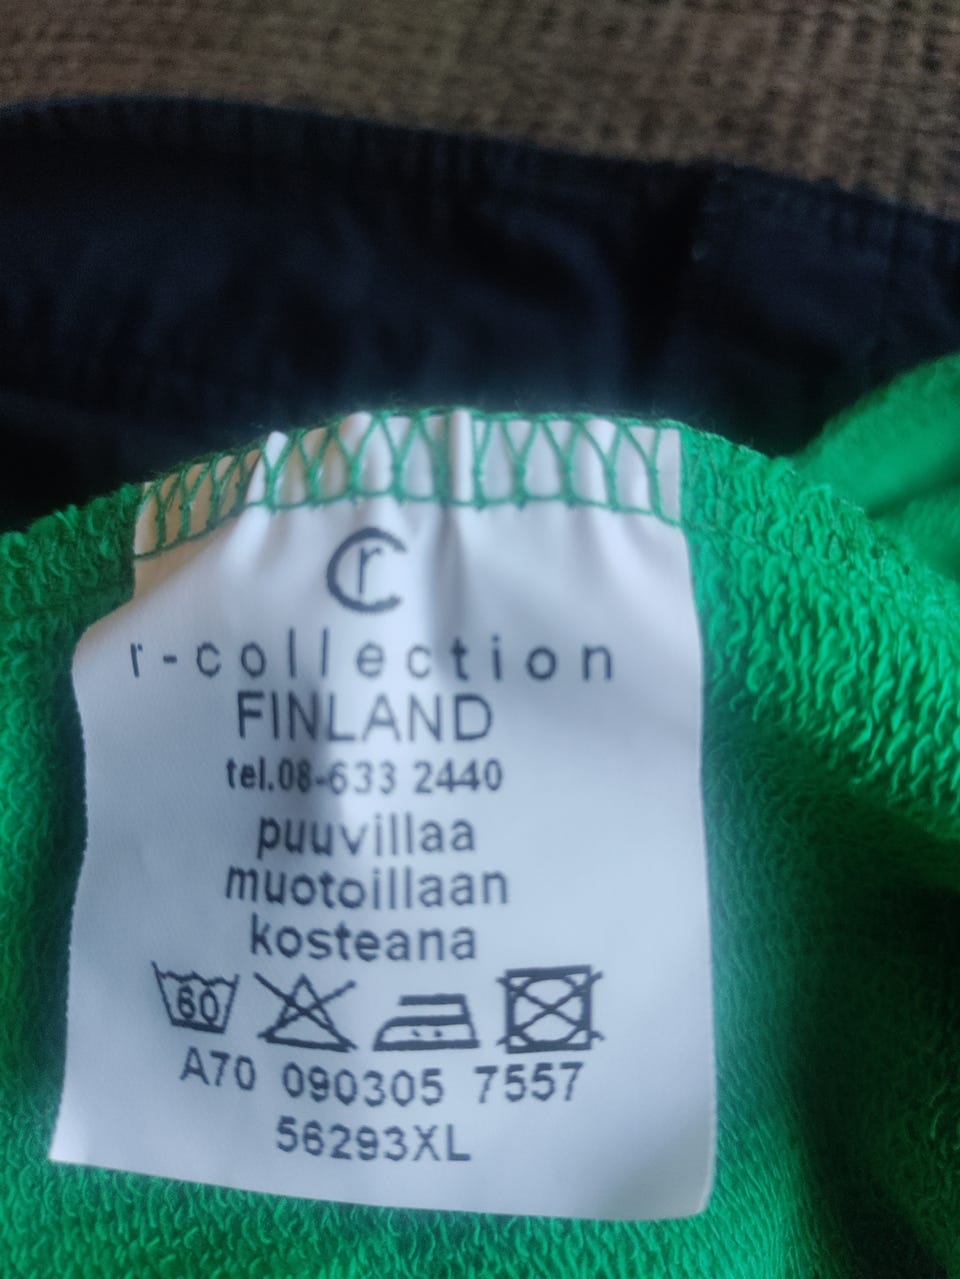 r
r-collection
FINLAND
tel.08-633 2440
puuvillaa
muotoillaan
kosteana
60
A70 090305 7557
56293XL